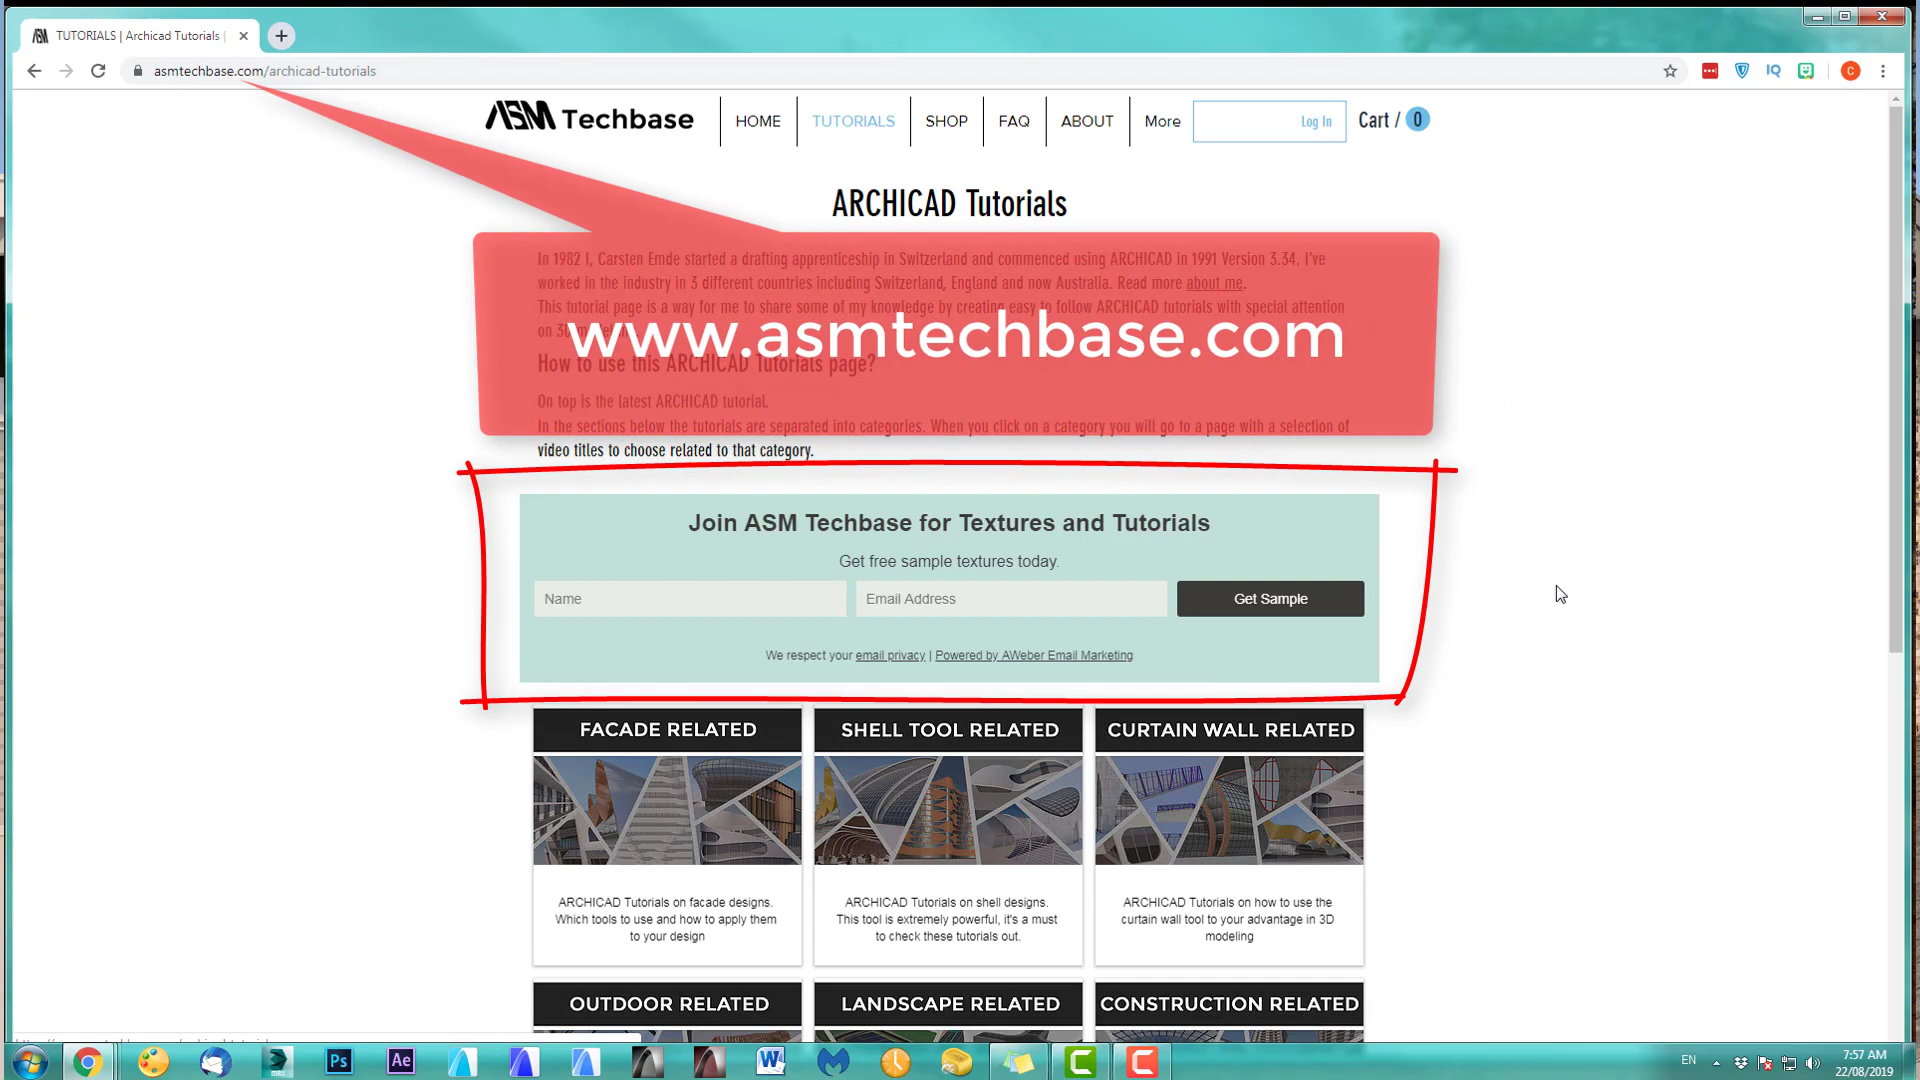 TUTORIALS | Archicad Tutorials |
asmtechbase.com/archicad-tutorials
ASM Techbase
HOME
TUTORIALS
SHOP
FAQ
ABOUT
More
Log In
Cart / 0
ARCHICAD Tutorials
In 1982 I, Carsten Emde started a drafting apprenticeship in Switzerland and commenced using ARCHICAD in 1991 Version 3.34. I've
worked in the industry in 3 different countries including Switzerland, England and now Australia. Read more about me.
This tutorial page is a way for me to share some of my knowledge by creating easy to follow ARCHICAD tutorials with special attention
on 3D
www.asmtechbase.com
How to use this ARCHICAD Tutorials page?
On top is the latest ARCHICAD tutorial.
In the sections below the tutorials are separated into categories. When you click on a category you will go to a page with a selection of
video titles to choose related to that category.
Join ASM Techbase for Textures and Tutorials
Get free sample textures today.
Name
Email Address
Get Sample
We respect your email privacy | Powered by AWeber Email Marketing
FACADE RELATED
SHELL TOOL RELATED
CURTAIN WALL RELATED
ARCHICAD Tutorials on facade designs.
Which tools to use and how to apply them
to your design
ARCHICAD Tutorials on shell designs.
This tool is extremely powerful, it's a must
to check these tutorials out.
ARCHICAD Tutorials on how to use the
curtain wall tool to your advantage in 3D
modeling
OUTDOOR RELATED
LANDSCAPE RELATED
CONSTRUCTION RELATED
Ps
Ae
W
EN
7:57 AM
22/08/2019